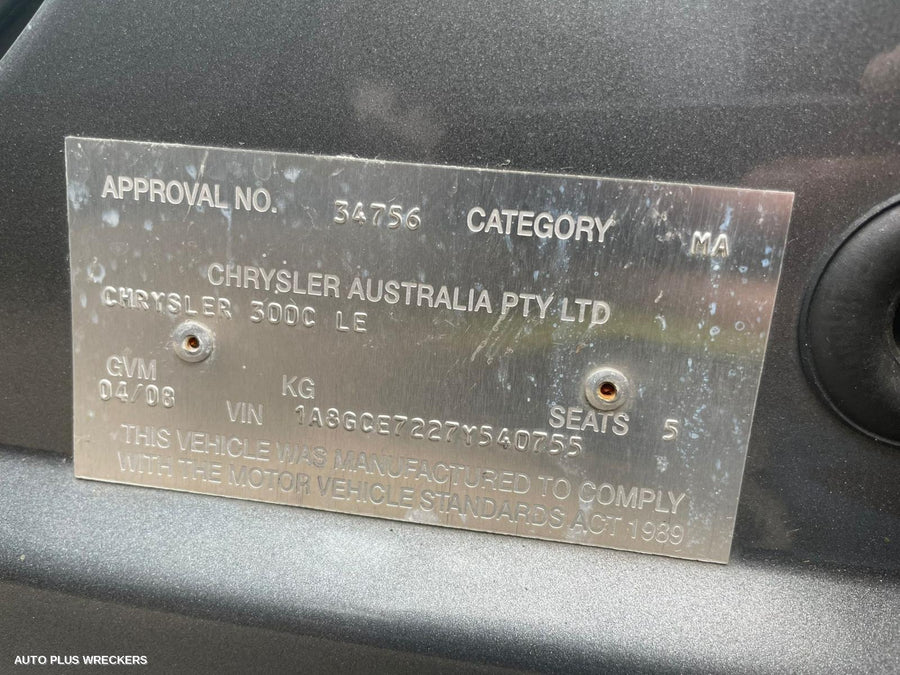 APPROVAL NO. 34756 CATEGORY MA
CHRYSLER AUSTRALIA PTY LTD
CHRYSLER 300C LE
GVM KG SEATS 5
04/08 VIN 1A8GCE7227Y540755
THIS VEHICLE WAS MANUFACTURED TO COMPLY
WITH THE MOTOR VEHICLE STANDARDS ACT 1989
AUTO PLUS WRECKERS